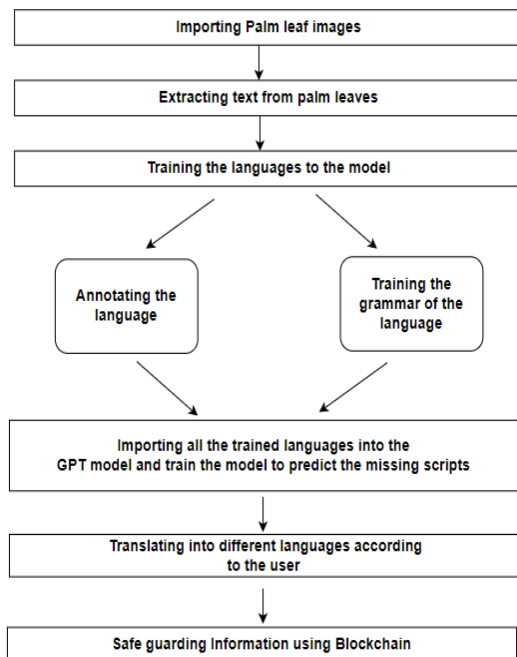 Importing Palm leaf images
Extracting text from palm leaves
Training the languages to the model
Annotating the
language
Training the
grammar of the
language
Importing all the trained languages into the
GPT model and train the model to predict the missing scripts
Translating into different languages according
to the user
Safe guarding Information using Blockchain